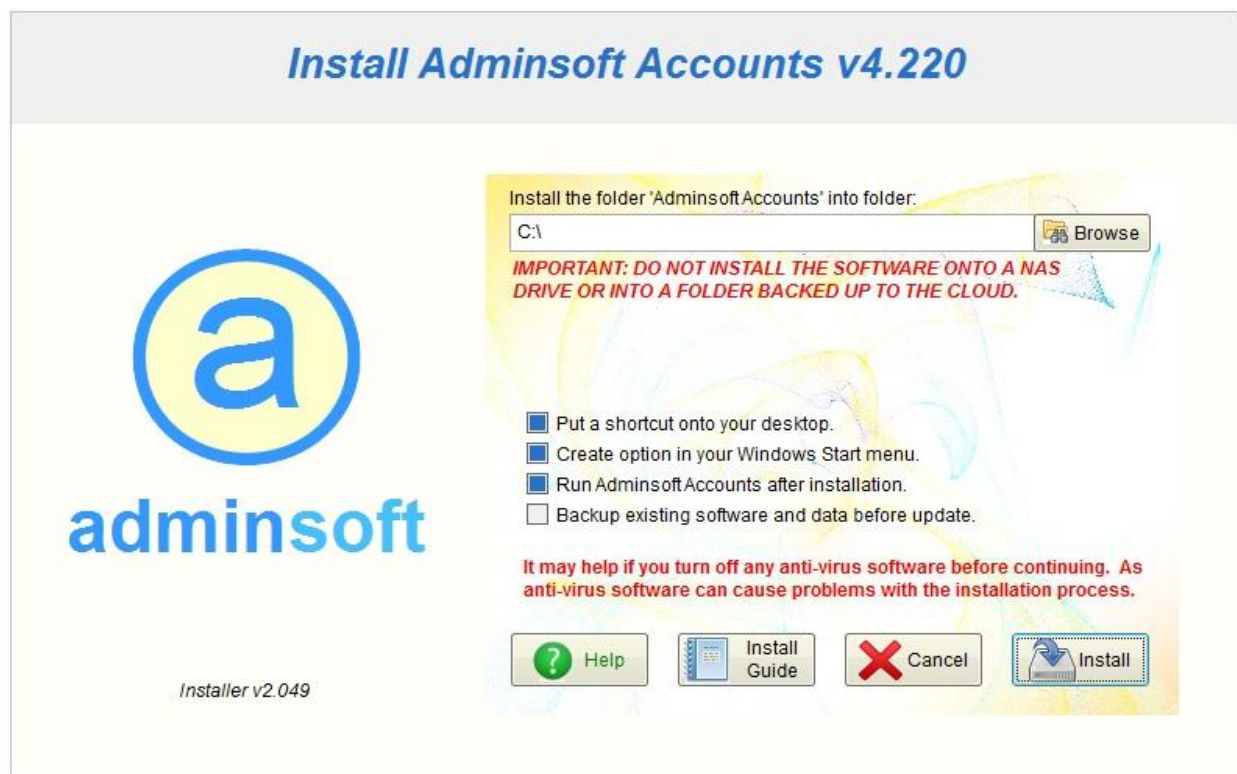 Install Adminsoft Accounts v4.220
Install the folder 'Adminsoft Accounts' into folder:
C:\
Browse
IMPORTANT: DO NOT INSTALL THE SOFTWARE ONTO A NAS
DRIVE OR INTO A FOLDER BACKED UP TO THE CLOUD.
a
adminsoft
Put a shortcut onto your desktop.
Create option in your Windows Start menu.
Run Adminsoft Accounts after installation.
Backup existing software and data before update.
It may help if you turn off any anti-virus software before continuing. As
anti-virus software can cause problems with the installation process.
? Help
Install
Guide
Cancel
Install
Installer v2.049